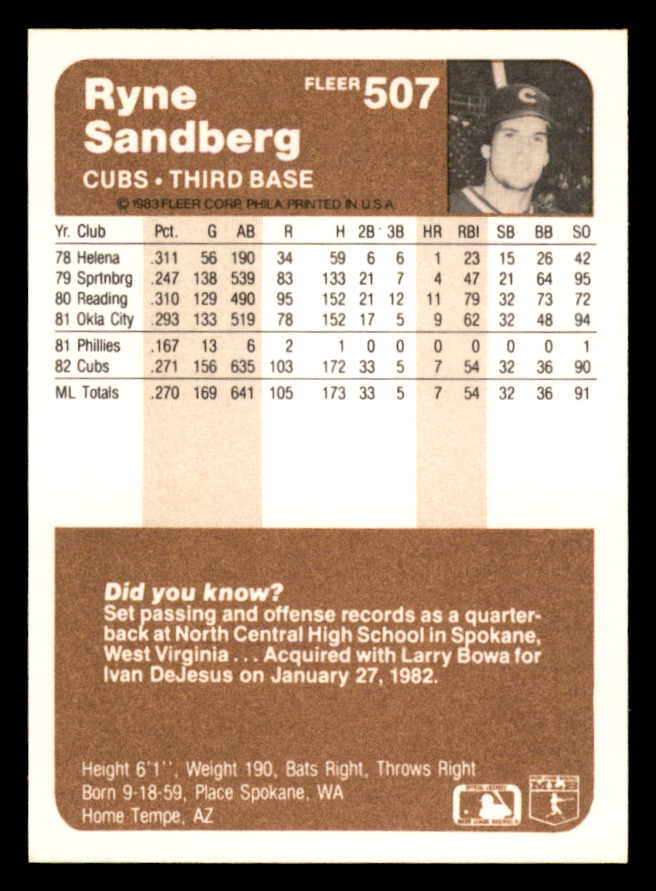 Ryne
Sandberg
FLEER 507
CUBS • THIRD BASE
© 1983 FLEER CORP. PHILA. PRINTED IN U.S.A.
Yr. Club Pct. G AB R H 2B 3B HR RBI SB BB SO
78 Helena .311 56 190 34 59 6 6 1 23 15 26 42
79 Sprtnbrg .247 138 539 83 133 21 7 4 47 21 64 95
80 Reading .310 129 490 95 152 21 12 11 79 32 73 72
81 Okla City .293 133 519 78 152 17 5 9 62 32 48 94
81 Phillies .167 13 6 2 1 0 0 0 0 0 0 1
82 Cubs .271 156 635 103 172 33 5 7 54 32 36 90
ML Totals .270 169 641 105 173 33 5 7 54 32 36 91
Did you know?
Set passing and offense records as a quarter-
back at North Central High School in Spokane,
West Virginia . . . Acquired with Larry Bowa for
Ivan DeJesus on January 27, 1982.
Height 6'1'', Weight 190, Bats Right, Throws Right
Born 9-18-59, Place Spokane, WA
Home Tempe, AZ